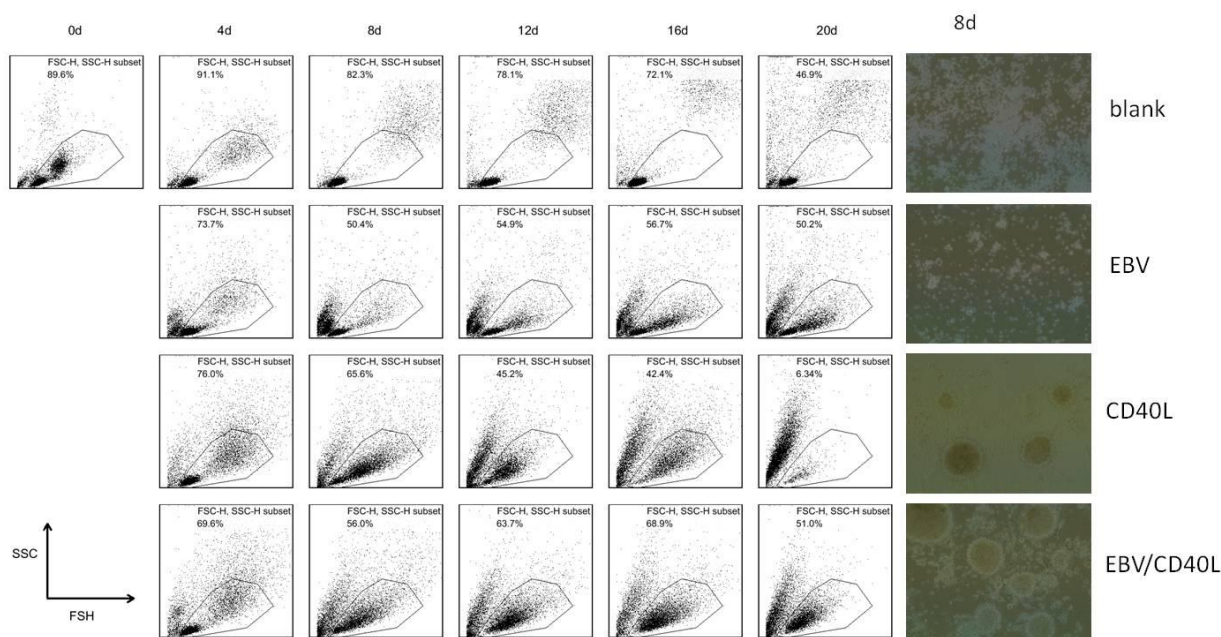 0d 4d 8d 12d 16d 20d 8d
FSC-H, SSC-H subset FSC-H, SSC-H subset FSC-H, SSC-H subset FSC-H, SSC-H subset FSC-H, SSC-H subset FSC-H, SSC-H subset
89.6% 91.1% 82.3% 78.1% 72.1% 46.9%
blank
FSC-H, SSC-H subset FSC-H, SSC-H subset FSC-H, SSC-H subset FSC-H, SSC-H subset FSC-H, SSC-H subset
73.7% 50.4% 54.9% 56.7% 50.2%
EBV
FSC-H, SSC-H subset FSC-H, SSC-H subset FSC-H, SSC-H subset FSC-H, SSC-H subset FSC-H, SSC-H subset
76.0% 65.6% 45.2% 42.4% 6.34%
CD40L
FSC-H, SSC-H subset FSC-H, SSC-H subset FSC-H, SSC-H subset FSC-H, SSC-H subset FSC-H, SSC-H subset
69.6% 56.0% 63.7% 68.9% 51.0%
EBV/CD40L
SSC
FSH